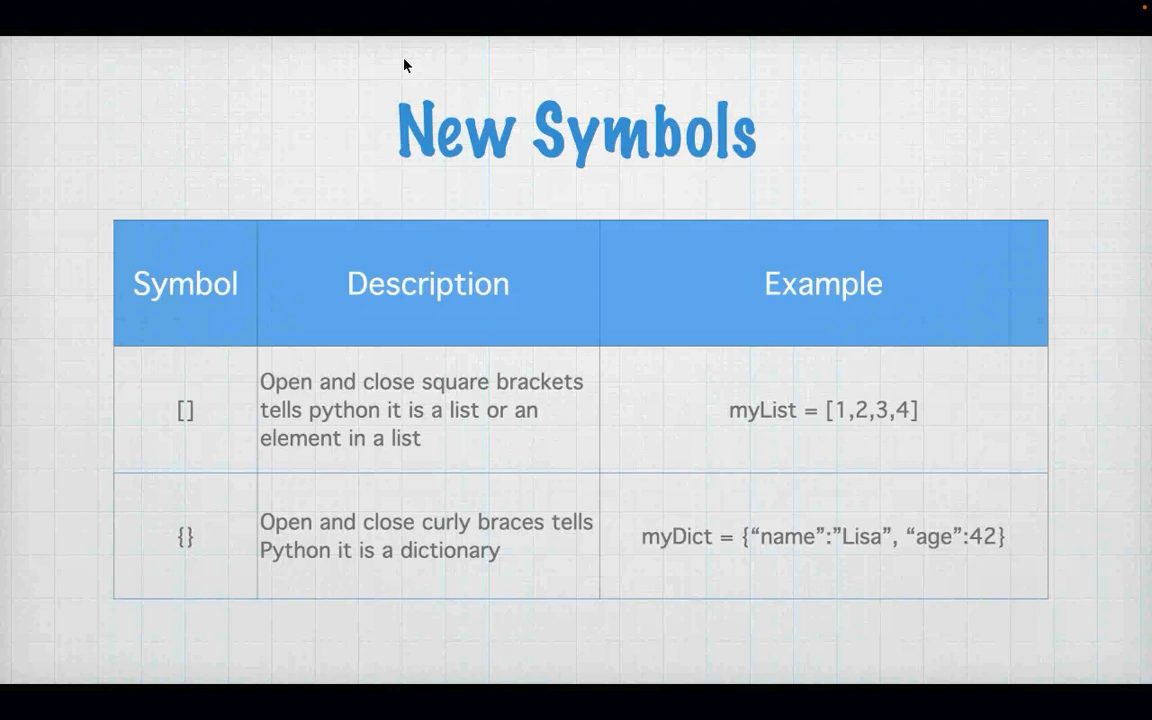 New Symbols
Symbol
Description
Example
[]
Open and close square brackets
tells python it is a list or an
element in a list
myList = [1,2,3,4]
{}
Open and close curly braces tells
Python it is a dictionary
myDict = {“name”:”Lisa”, “age”:42}